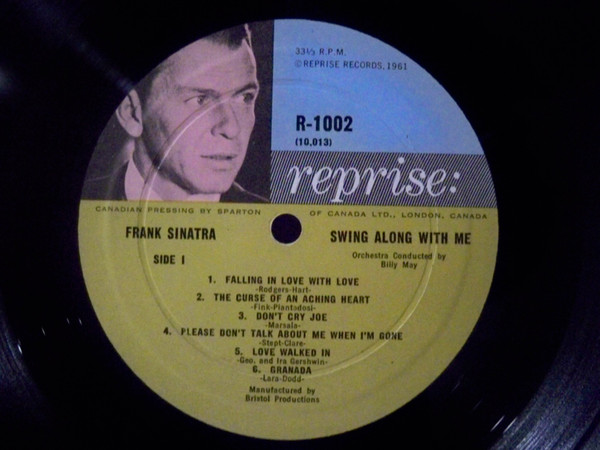 33⅓ R.P.M.
©REPRISE RECORDS, 1961
R-1002
(10,013)
reprise:
CANADIAN PRESSING BY SPARTON OF CANADA LTD., LONDON, CANADA
FRANK SINATRA
SWING ALONG WITH ME
SIDE 1
Orchestra Conducted by
Billy May
1. FALLING IN LOVE WITH LOVE
-Rodgers-Hart-
2. THE CURSE OF AN ACHING HEART
-Fink-Plantadosi-
3. DON'T CRY JOE
-Marsala-
4. PLEASE DON'T TALK ABOUT ME WHEN I'M GONE
-Stept-Clare-
5. LOVE WALKED IN
-Geo. and Ira Gershwin-
6. GRANADA
-Lara-Dodd-
Manufactured by
Bristol Productions